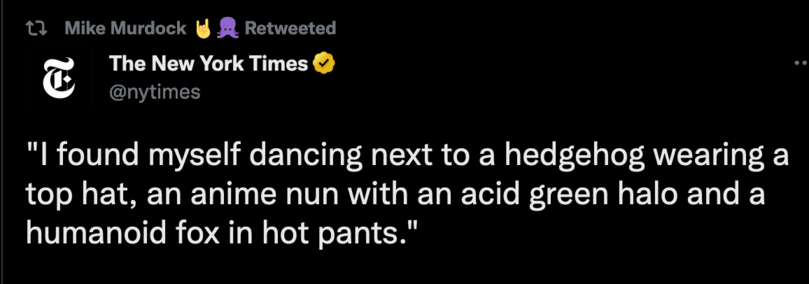 Mike Murdock 🤘🐙 Retweeted
The New York Times
@nytimes
"I found myself dancing next to a hedgehog wearing a
top hat, an anime nun with an acid green halo and a
humanoid fox in hot pants."